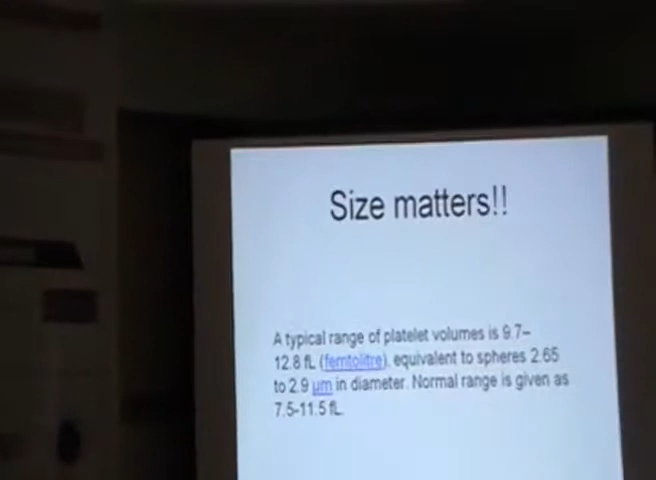 Size matters!!
A typical range of platelet volumes is 9.7–
12.8 fL (femtolitre), equivalent to spheres 2.65
to 2.9 µm in diameter. Normal range is given as
7.5-11.5 fL.